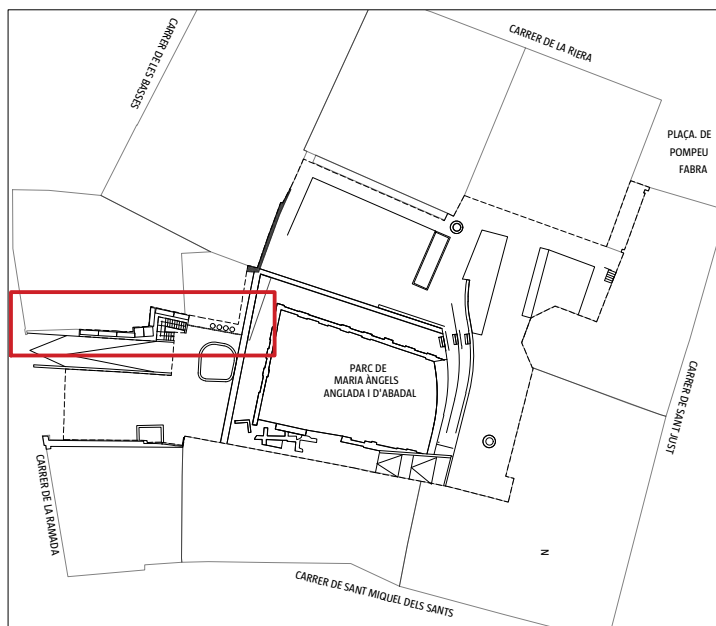 CARRER DE LES BASSES
CARRER DE LA RIERA
PLAÇA. DE
POMPEU
FABRA
PARC DE
MARIA ÀNGELS
ANGLADA I D'ABADAL
CARRER DE SANT JUST
CARRER DE LA RAMADA
N
CARRER DE SANT MIQUEL DELS SANTS